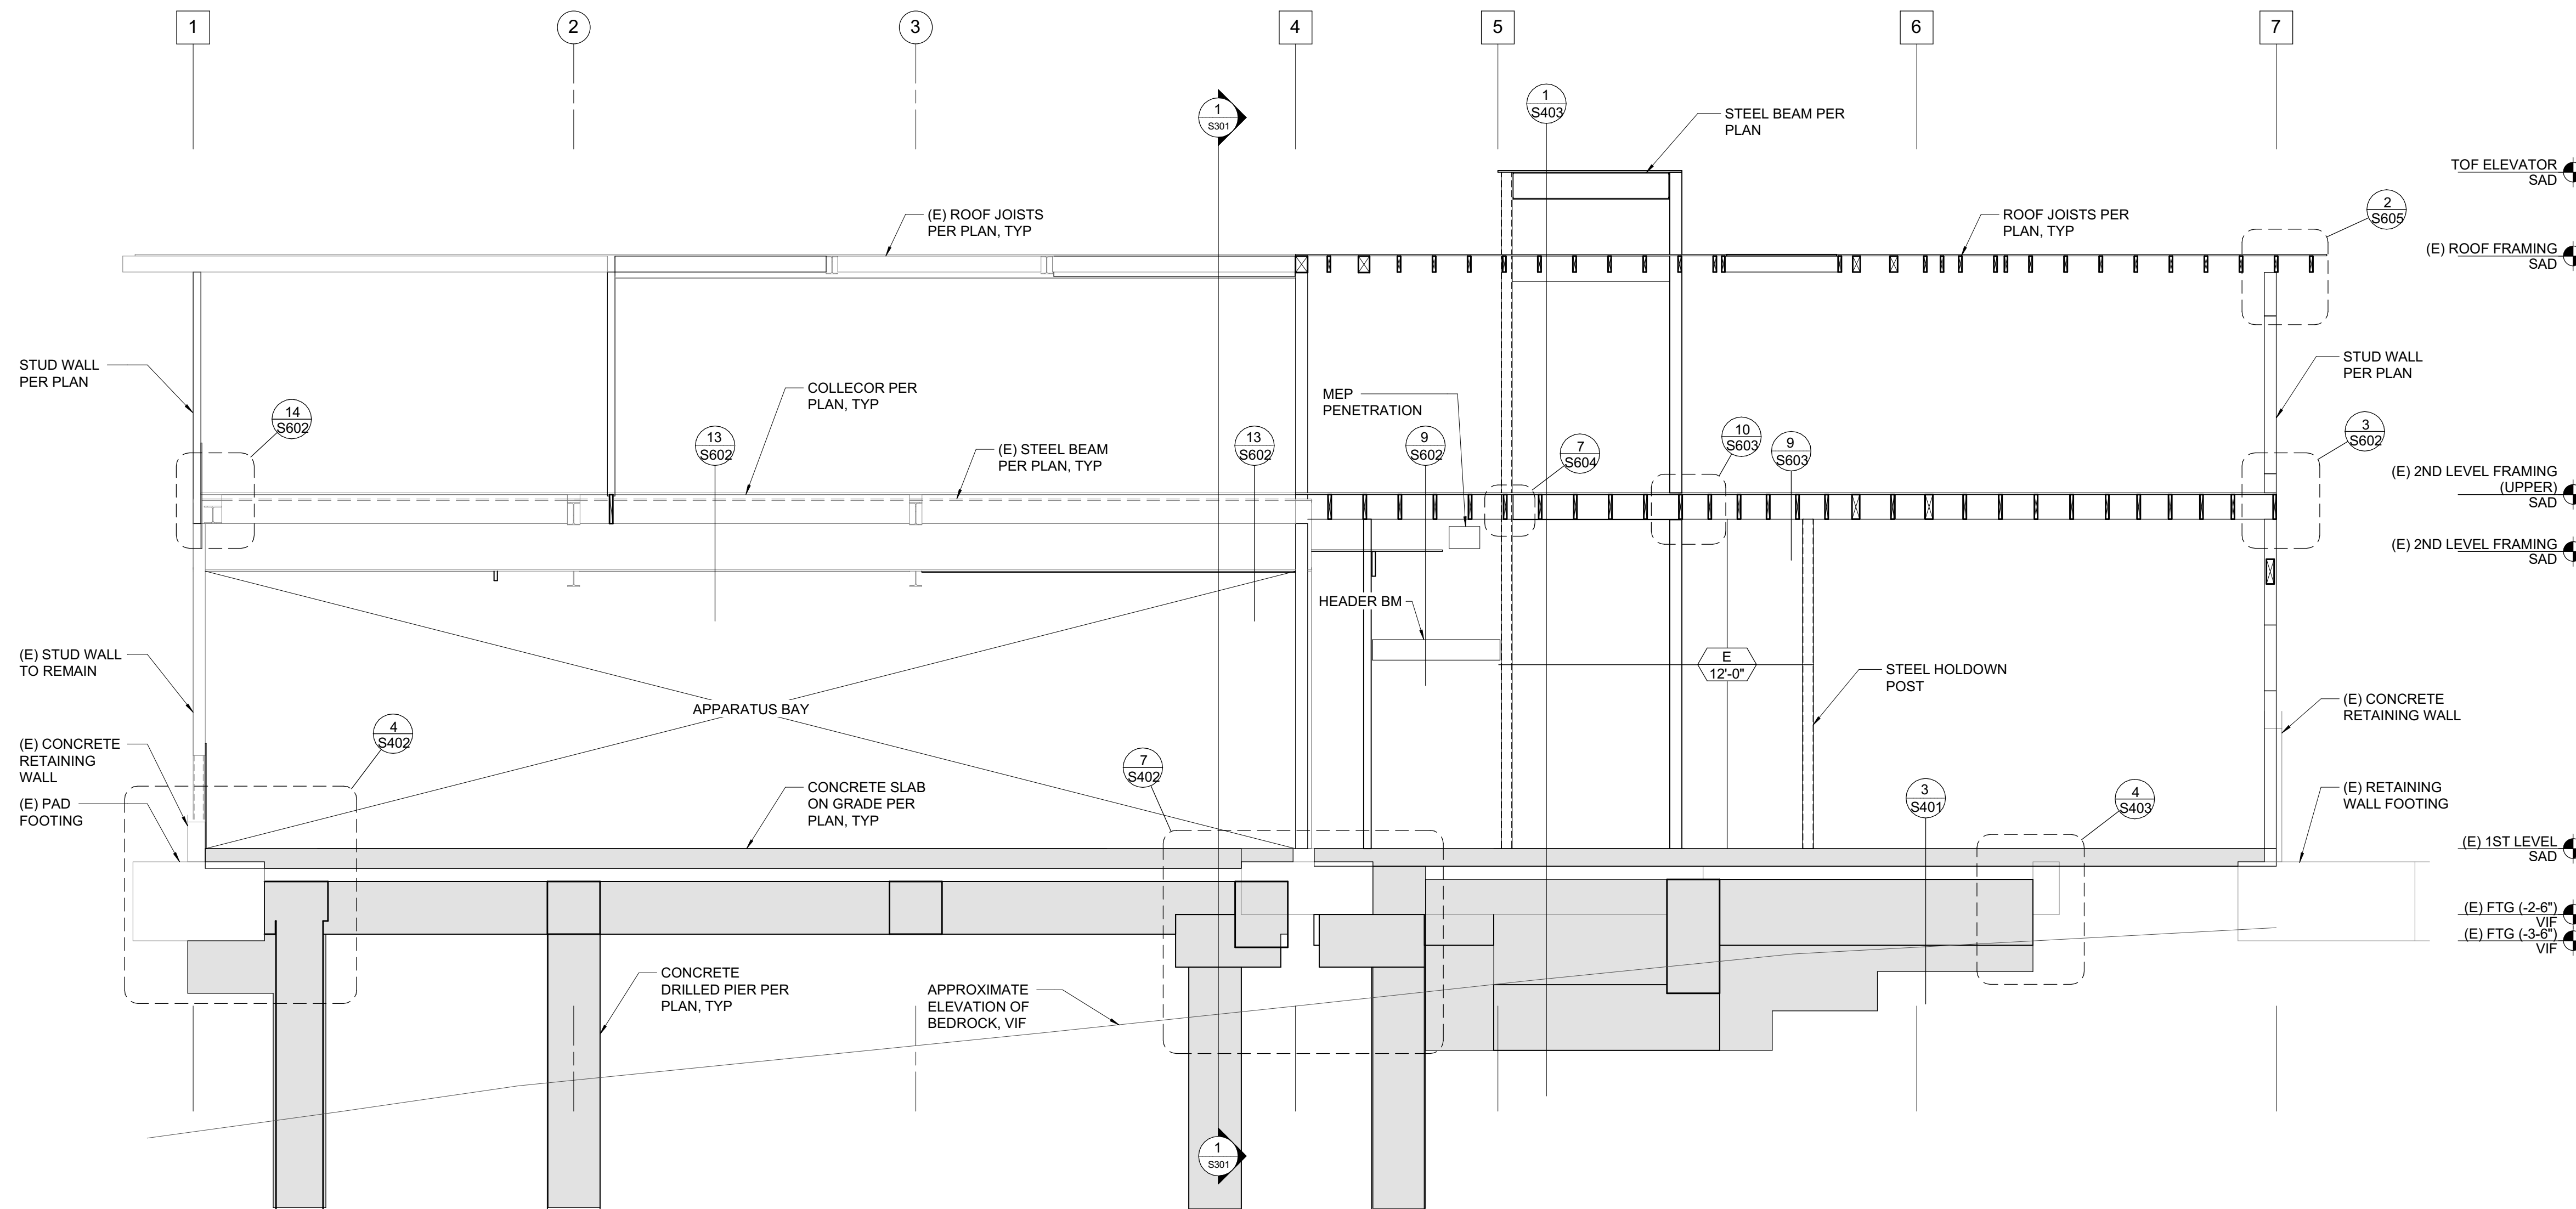 1
2
3
4
5
6
7
1
S301
1
S403
STEEL BEAM PER
PLAN
TOF ELEVATOR
SAD
2
S605
(E) ROOF JOISTS
PER PLAN, TYP
ROOF JOISTS PER
PLAN, TYP
(E) ROOF FRAMING
SAD
STUD WALL
PER PLAN
STUD WALL
PER PLAN
COLLECOR PER
PLAN, TYP
MEP
PENETRATION
14
S602
13
S602
(E) STEEL BEAM
PER PLAN, TYP
13
S602
9
S602
7
S604
10
S603
9
S603
3
S602
(E) 2ND LEVEL FRAMING
(UPPER)
SAD
(E) 2ND LEVEL FRAMING
SAD
HEADER BM
(E) STUD WALL
TO REMAIN
E
12'-0"
STEEL HOLDOWN
POST
APPARATUS BAY
(E) CONCRETE
RETAINING WALL
4
S402
(E) CONCRETE
RETAINING
WALL
7
S402
(E) PAD
FOOTING
CONCRETE SLAB
ON GRADE PER
PLAN, TYP
3
S401
4
S403
(E) RETAINING
WALL FOOTING
(E) 1ST LEVEL
SAD
(E) FTG (-2-6")
VIF
(E) FTG (-3-6")
VIF
CONCRETE
DRILLED PIER PER
PLAN, TYP
APPROXIMATE
ELEVATION OF
BEDROCK, VIF
1
S301